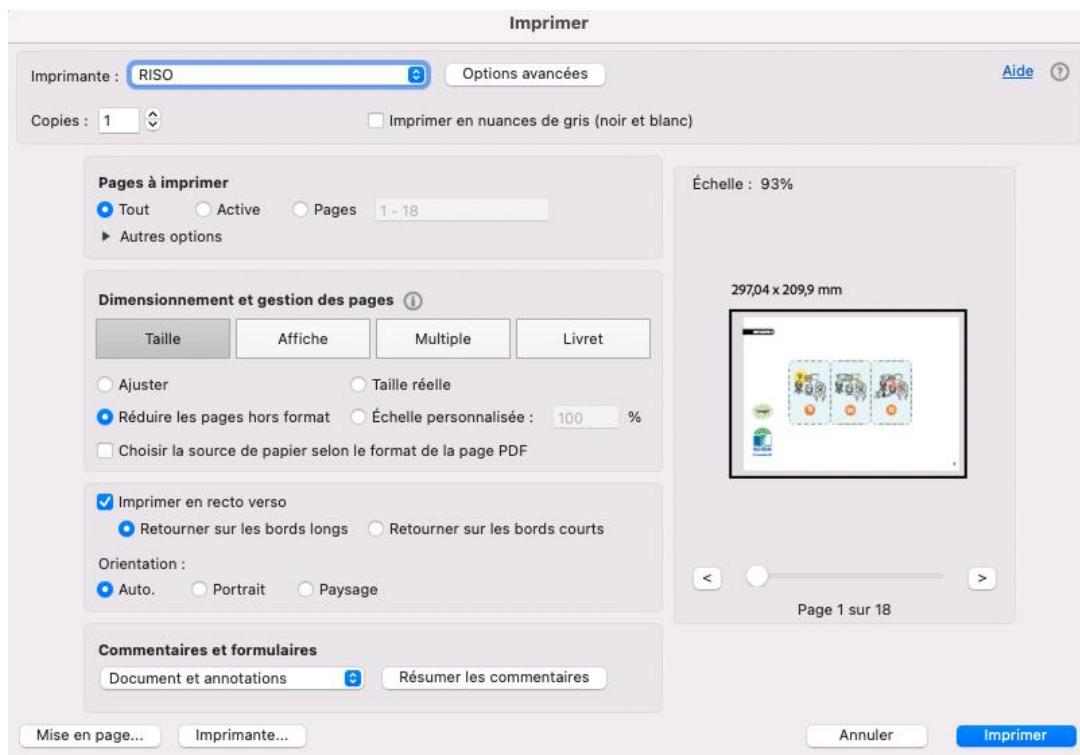 Imprimer
Imprimante : RISO Options avancées Aide ?
Copies : 1 Imprimer en nuances de gris (noir et blanc)
Pages à imprimer
Tout Active Pages 1 - 18
Autres options
Dimensionnement et gestion des pages
Taille Affiche Multiple Livret
Ajuster Taille réelle
Réduire les pages hors format Échelle personnalisée : 100 %
Choisir la source de papier selon le format de la page PDF
Imprimer en recto verso
Retourner sur les bords longs Retourner sur les bords courts
Orientation :
Auto. Portrait Paysage
Commentaires et formulaires
Document et annotations Résumer les commentaires
Échelle : 93%
297,04 x 209,9 mm
< >
Page 1 sur 18
Mise en page... Imprimante... Annuler Imprimer